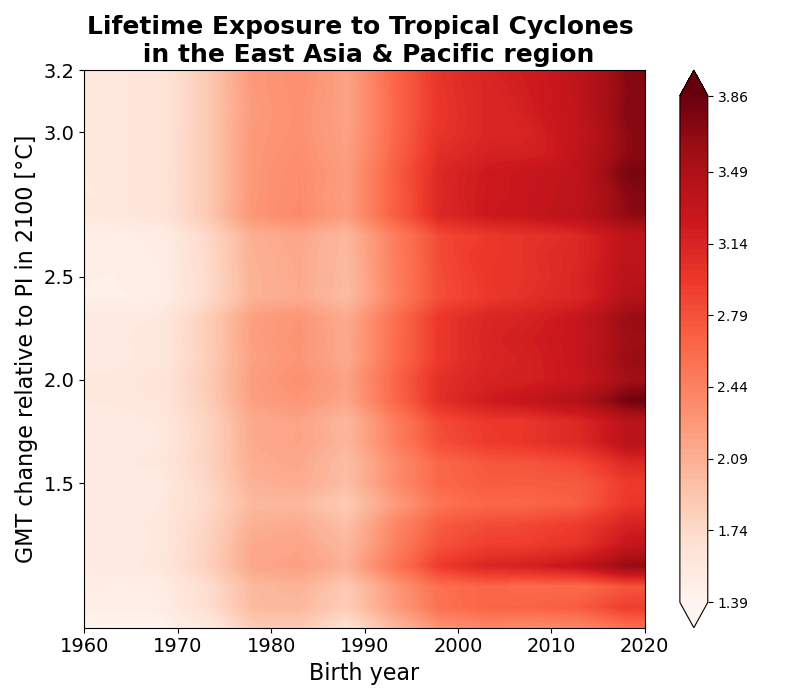 Lifetime Exposure to Tropical Cyclones
in the East Asia & Pacific region
GMT change relative to PI in 2100 [°C]
3.2
3.0
2.5
2.0
1.5
1960 1970 1980 1990 2000 2010 2020
Birth year
3.86
3.49
3.14
2.79
2.44
2.09
1.74
1.39